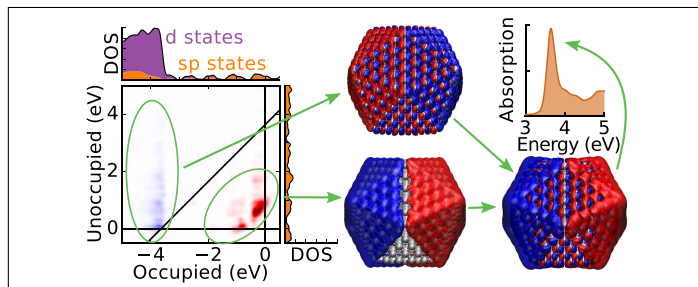 DOS
d states
sp states
Unoccupied (eV)
4
2
0
−4
−2
0
Occupied (eV)
DOS
Absorption
3
4
5
Energy (eV)